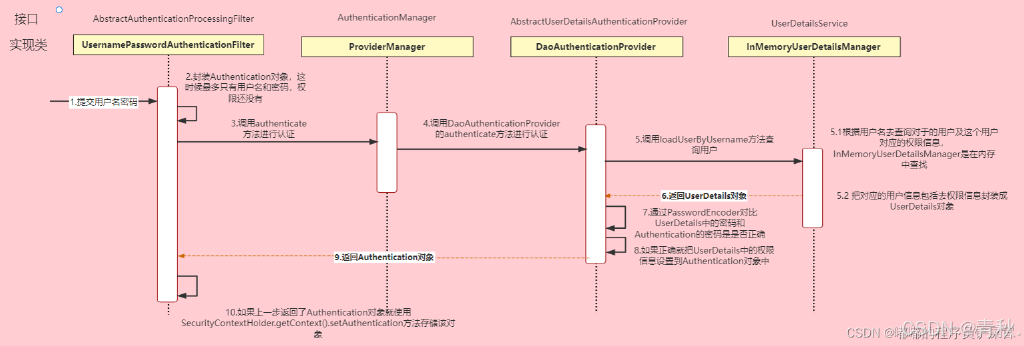 接口
AbstractAuthenticationProcessingFilter
AuthenticationManager
AbstractUserDetailsAuthenticationProvider
UserDetailsService
实现类
UsernamePasswordAuthenticationFilter
ProviderManager
DaoAuthenticationProvider
InMemoryUserDetailsManager
1.提交用户名密码
2.封装Authentication对象，这
时候最多只有用户名和密码，权
限还没有
3.调用authenticate
方法进行认证
4.调用DaoAuthenticationProvider
的authenticate方法进行认证
5.调用loadUserByUsername方法查
询用户
5.1根据用户名去查询对于的用户及这个用户
对应的权限信息，
InMemoryUserDetailsManager是在内存
中查找
5.2 把对应的用户信息包括去权限信息封装成
UserDetails对象
6.返回UserDetails对象
7.通过PasswordEncoder对比
UserDetails中的密码和
Authentication的密码是是否正确
8.如果正确就把UserDetails中的权限
信息设置到Authentication对象中
9.返回Authentication对象
10.如果上一步返回了Authentication对象就使用
SecurityContextHolder.getContext().setAuthentication方法存储该对
象
CSDN @青秋.
CSDN @嘟嘟的程序员